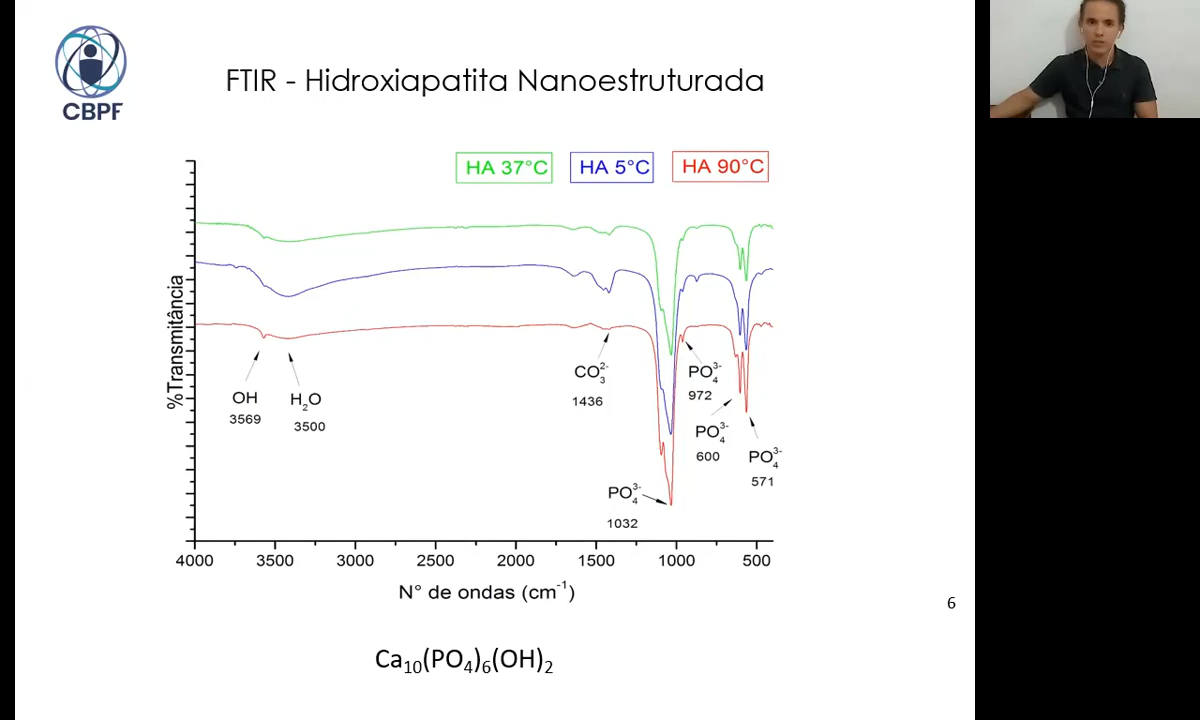 CBPF
FTIR - Hidroxiapatita Nanoestruturada
HA 37°C HA 5°C HA 90°C
%Transmitância
OH
3569
H₂O
3500
CO₃²⁻
1436
PO₄³⁻
972
PO₄³⁻
600
PO₄³⁻
571
PO₄³⁻
1032
4000 3500 3000 2500 2000 1500 1000 500
N° de ondas (cm⁻¹)
6
Ca₁₀(PO₄)₆(OH)₂